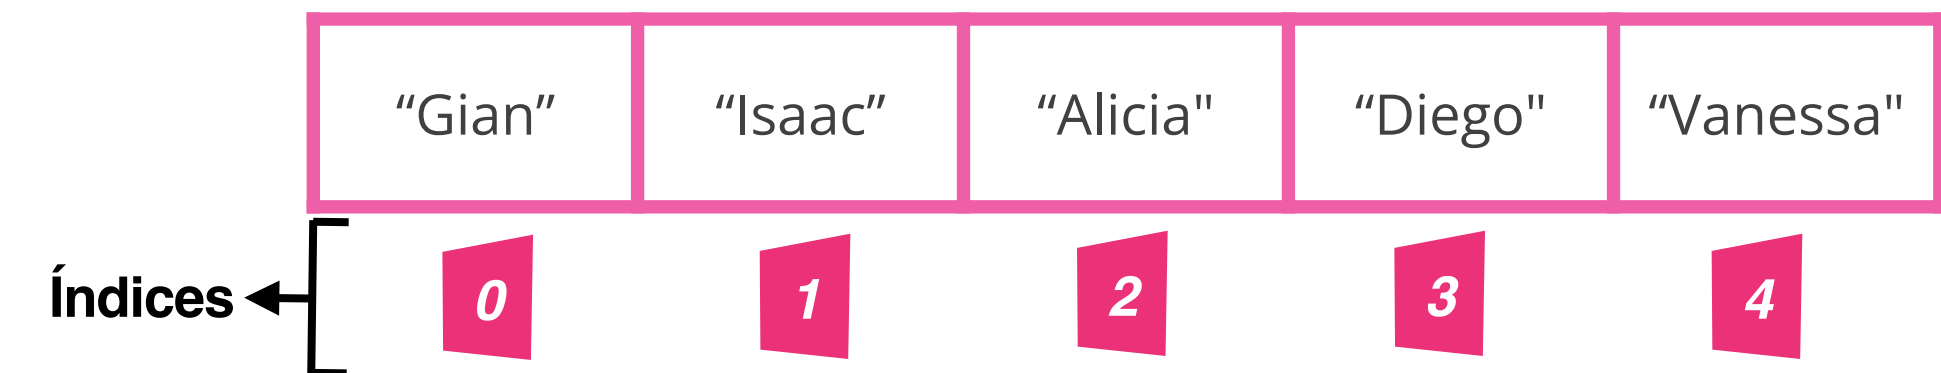 “Gian” “Isaac” “Alicia" “Diego" “Vanessa"
Índices 0 1 2 3 4